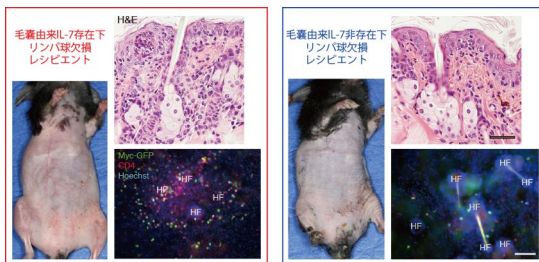 毛嚢由来IL-7存在下
リンパ球欠損
レシピエント
H&E
Myc-GFP
CD4
Hoechst
HF
HF
HF
HF
毛嚢由来IL-7非存在下
リンパ球欠損
レシピエント
HF
HF
HF
HF
HF
HF